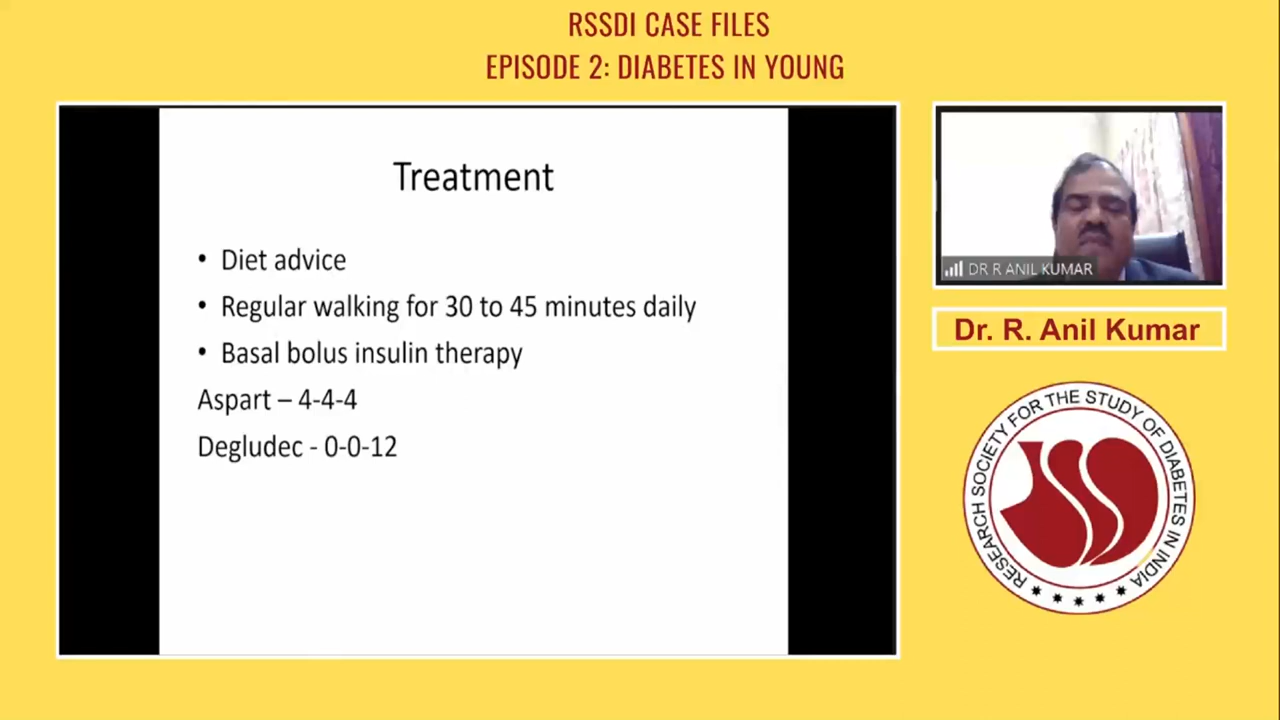 RSSDI CASE FILES
EPISODE 2: DIABETES IN YOUNG
Treatment
• Diet advice
• Regular walking for 30 to 45 minutes daily
• Basal bolus insulin therapy
Aspart – 4-4-4
Degludec - 0-0-12
DR R ANIL KUMAR
Dr. R. Anil Kumar
RESEARCH SOCIETY FOR THE STUDY OF DIABETES IN INDIA